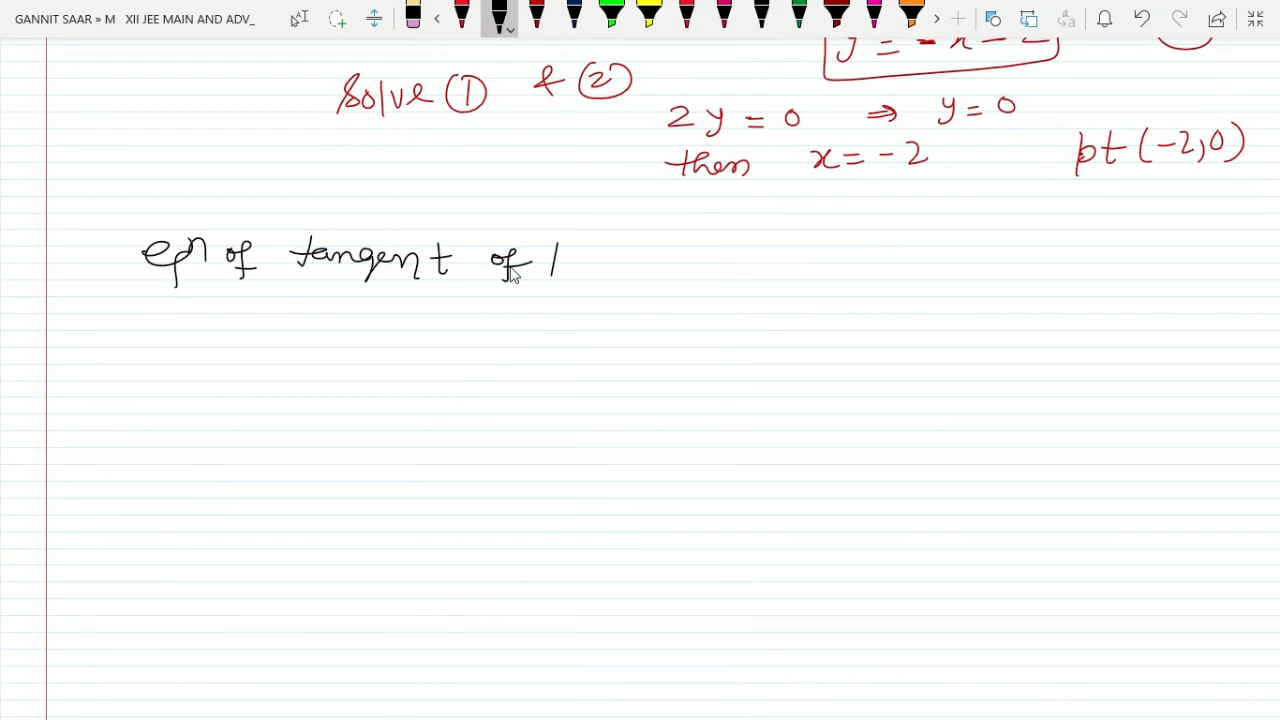 GANNIT SAAR » M XII JEE MAIN AND ADV_
y = - x - 2
Solve ① & ②
2y = 0 ⇒ y = 0
then x = -2 pt (-2,0)
eqn of tangent of